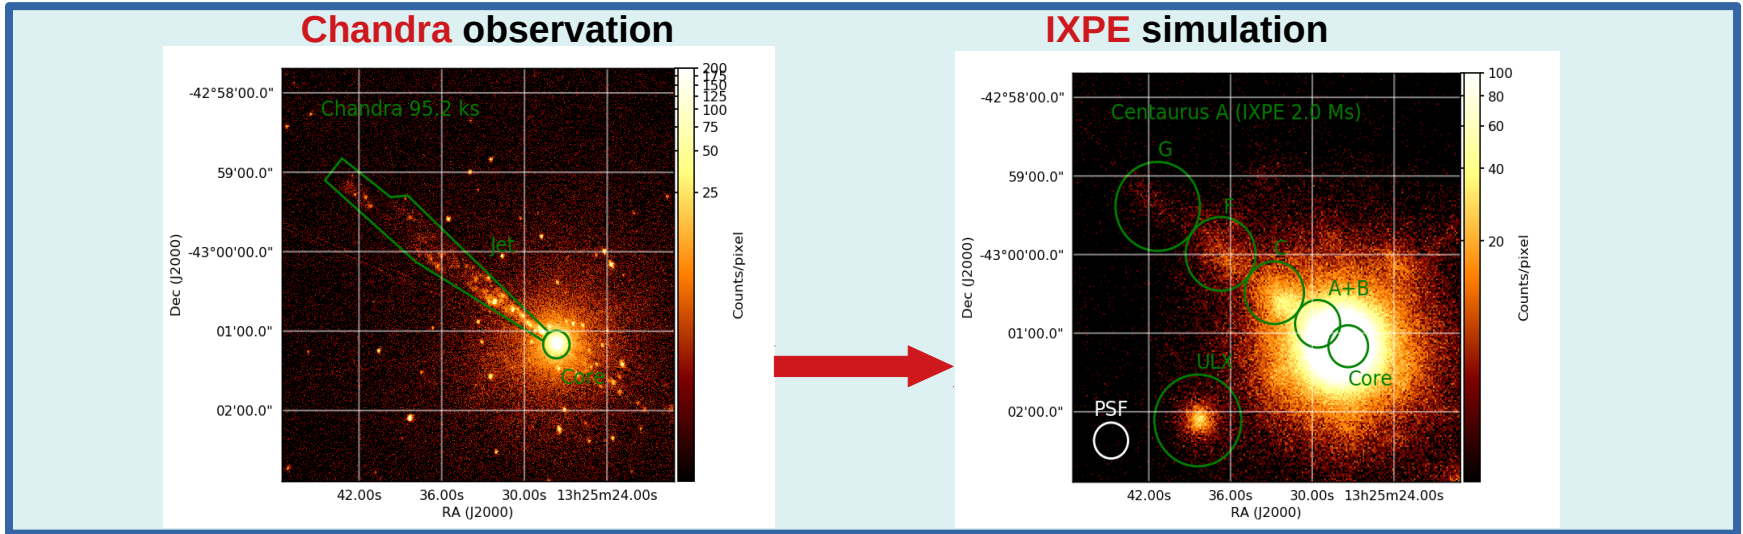 Chandra observation
IXPE simulation
Chandra 95.2 ks
Jet
Core
-42°58'00.0"
59'00.0"
-43°00'00.0"
01'00.0"
02'00.0"
Dec (J2000)
42.00s 36.00s 30.00s 13h25m24.00s
RA (J2000)
200
175
150
125
100
75
50
25
Counts/pixel
Centaurus A (IXPE 2.0 Ms)
G
F
C
A+B
Core
ULX
PSF
-42°58'00.0"
59'00.0"
-43°00'00.0"
01'00.0"
02'00.0"
Dec (J2000)
42.00s 36.00s 30.00s 13h25m24.00s
RA (J2000)
100
80
60
40
20
Counts/pixel